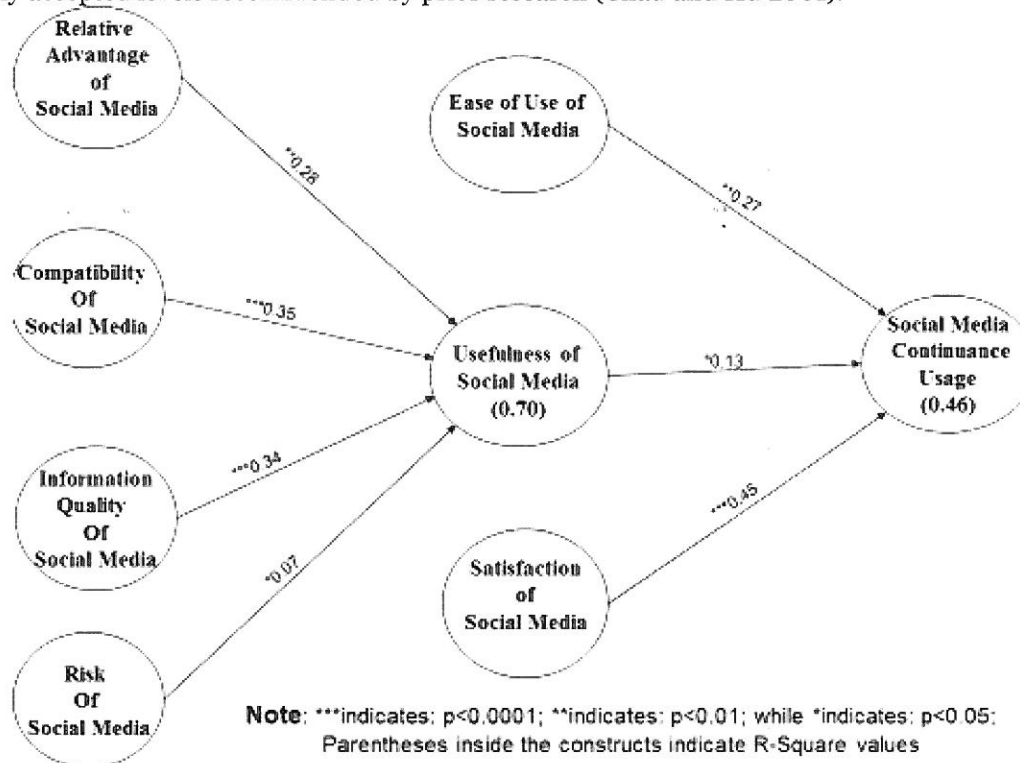 Relative
Advantage
of
Social Media
Ease of Use of
Social Media
**0.28
**0.27
Compatibility
Of
Social Media
***0.35
Usefulness of
Social Media
(0.70)
*0.13
Social Media
Continuance
Usage
(0.46)
Information
Quality
Of
Social Media
***0.34
*0.07
***0.45
Satisfaction
of
Social Media
Risk
Of
Social Media
Note: ***indicates: p<0.0001; **indicates: p<0.01; while *indicates: p<0.05;
Parentheses inside the constructs indicate R-Square values